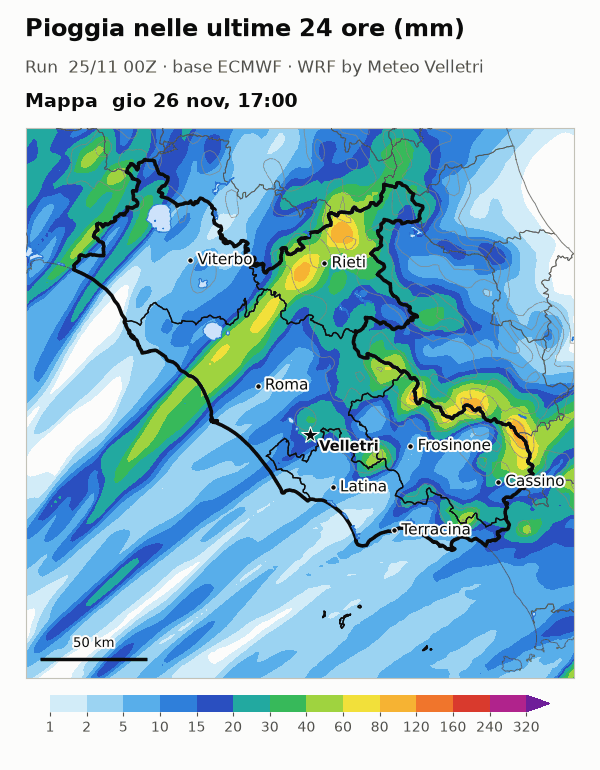 Pioggia nelle ultime 24 ore (mm)
Run 25/11 00Z · base ECMWF · WRF by Meteo Velletri
Mappa gio 26 nov, 17:00
Viterbo
Rieti
Roma
Velletri
Frosinone
Cassino
Latina
Terracina
50 km
1 2 5 10 15 20 30 40 60 80 120 160 240 320